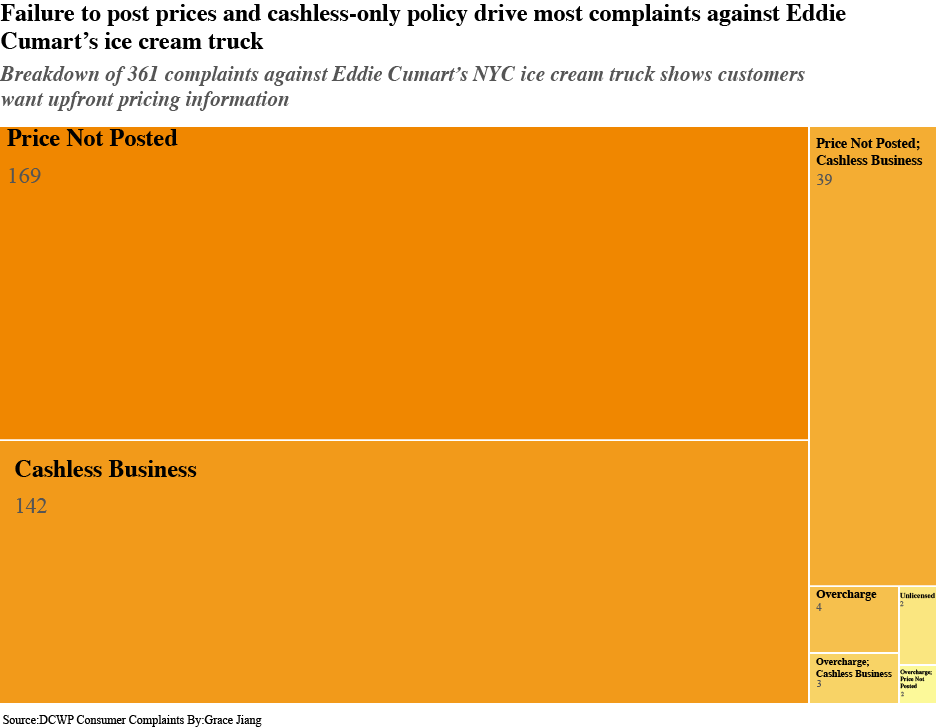 Failure to post prices and cashless-only policy drive most complaints against Eddie
Cumart's ice cream truck
Breakdown of 361 complaints against Eddie Cumart's NYC ice cream truck shows customers
want upfront pricing information
Price Not Posted
169
Cashless Business
142
Price Not Posted;
Cashless Business
39
Overcharge
4
Overcharge;
Cashless Business
3
Unlicensed
2
Overcharge;
Price Not
Posted
2
Source:DCWP Consumer Complaints By:Grace Jiang